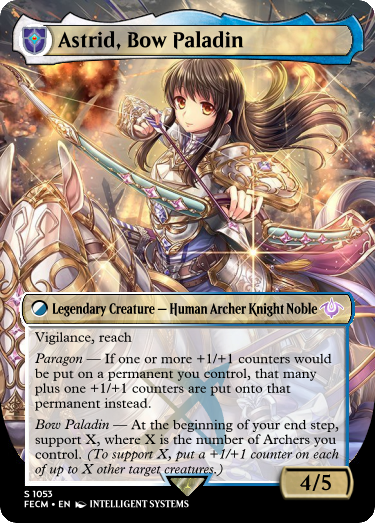 Astrid, Bow Paladin
Legendary Creature — Human Archer Knight Noble
Vigilance, reach
Paragon — If one or more +1/+1 counters would
be put on a permanent you control, that many
plus one +1/+1 counters are put onto that
permanent instead.
Bow Paladin — At the beginning of your end step,
support X, where X is the number of Archers you
control. (To support X, put a +1/+1 counter on each
of up to X other target creatures.)
4/5
S 1053
FECM • EN INTELLIGENT SYSTEMS